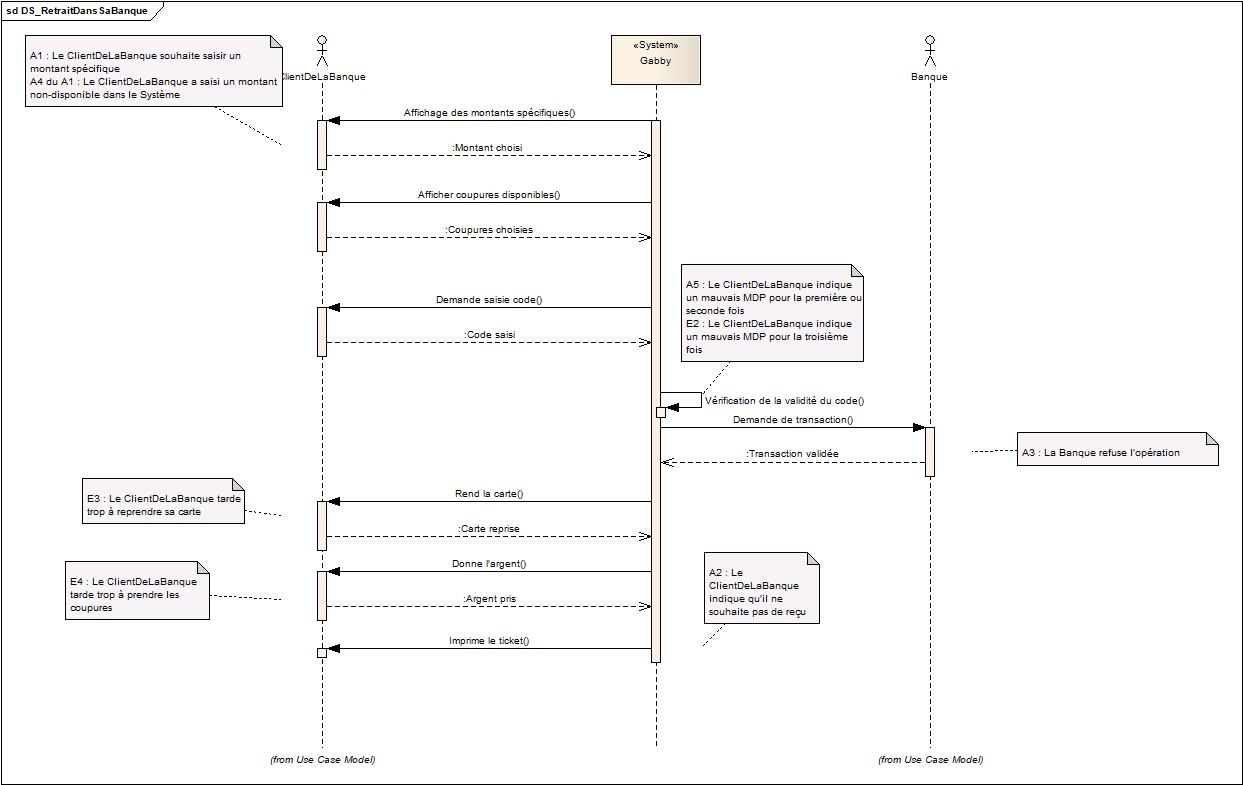 sd DS_RetraitDansSaBanque
A1 : Le ClientDeLaBanque souhaite saisir un
montant spécifique
A4 du A1 : Le ClientDeLaBanque a saisi un montant
non-disponible dans le Système
ClientDeLaBanque
«System»
Gabby
Banque
Affichage des montants spécifiques()
:Montant choisi
Afficher coupures disponibles()
:Coupures choisies
A5 : Le ClientDeLaBanque indique
un mauvais MDP pour la première ou
seconde fois
E2 : Le ClientDeLaBanque indique
un mauvais MDP pour la troisième
fois
Demande saisie code()
:Code saisi
Vérification de la validité du code()
Demande de transaction()
:Transaction validée
A3 : La Banque refuse l'opération
E3 : Le ClientDeLaBanque tarde
trop à reprendre sa carte
Rend la carte()
:Carte reprise
E4 : Le ClientDeLaBanque
tarde trop à prendre les
coupures
Donne l'argent()
:Argent pris
A2 : Le
ClientDeLaBanque
indique qu'il ne
souhaite pas de reçu
Imprime le ticket()
(from Use Case Model)
(from Use Case Model)